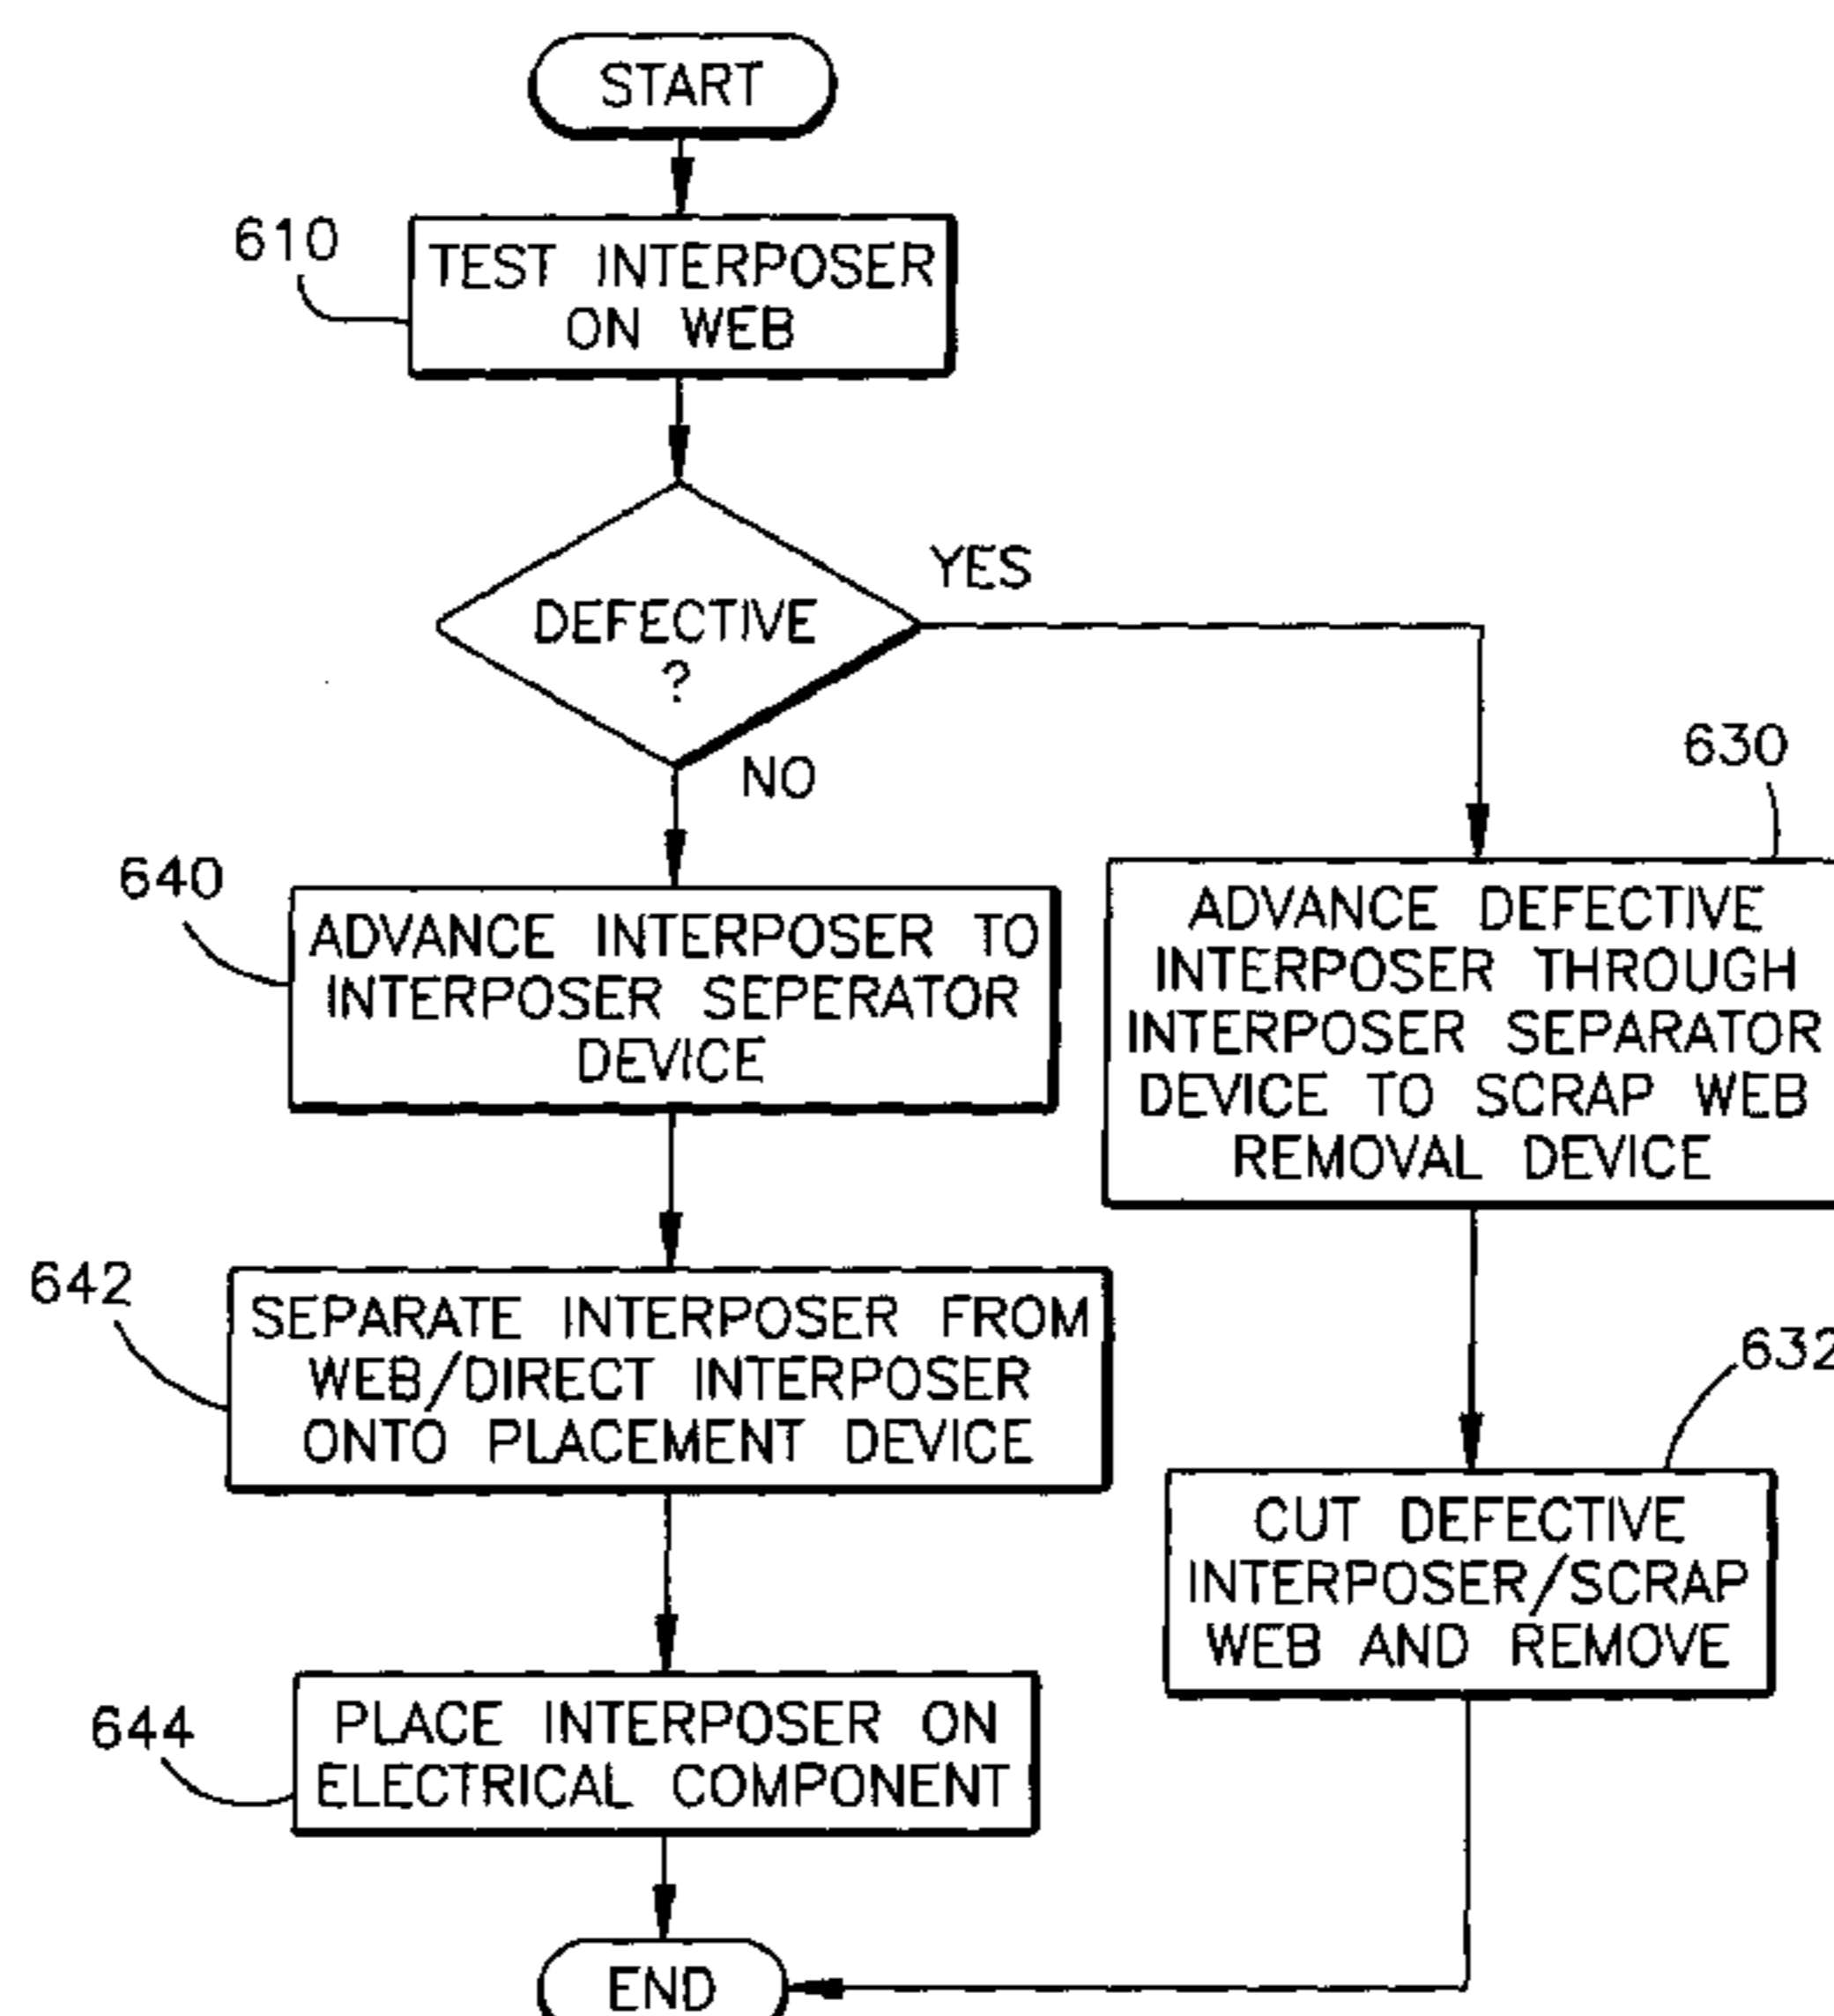 START
610
TEST INTERPOSER
ON WEB
DEFECTIVE
?
YES
NO
640
ADVANCE INTERPOSER TO
INTERPOSER SEPERATOR
DEVICE
630
ADVANCE DEFECTIVE
INTERPOSER THROUGH
INTERPOSER SEPARATOR
DEVICE TO SCRAP WEB
REMOVAL DEVICE
642
SEPARATE INTERPOSER FROM
WEB/DIRECT INTERPOSER
ONTO PLACEMENT DEVICE
632
CUT DEFECTIVE
INTERPOSER/SCRAP
WEB AND REMOVE
644
PLACE INTERPOSER ON
ELECTRICAL COMPONENT
END